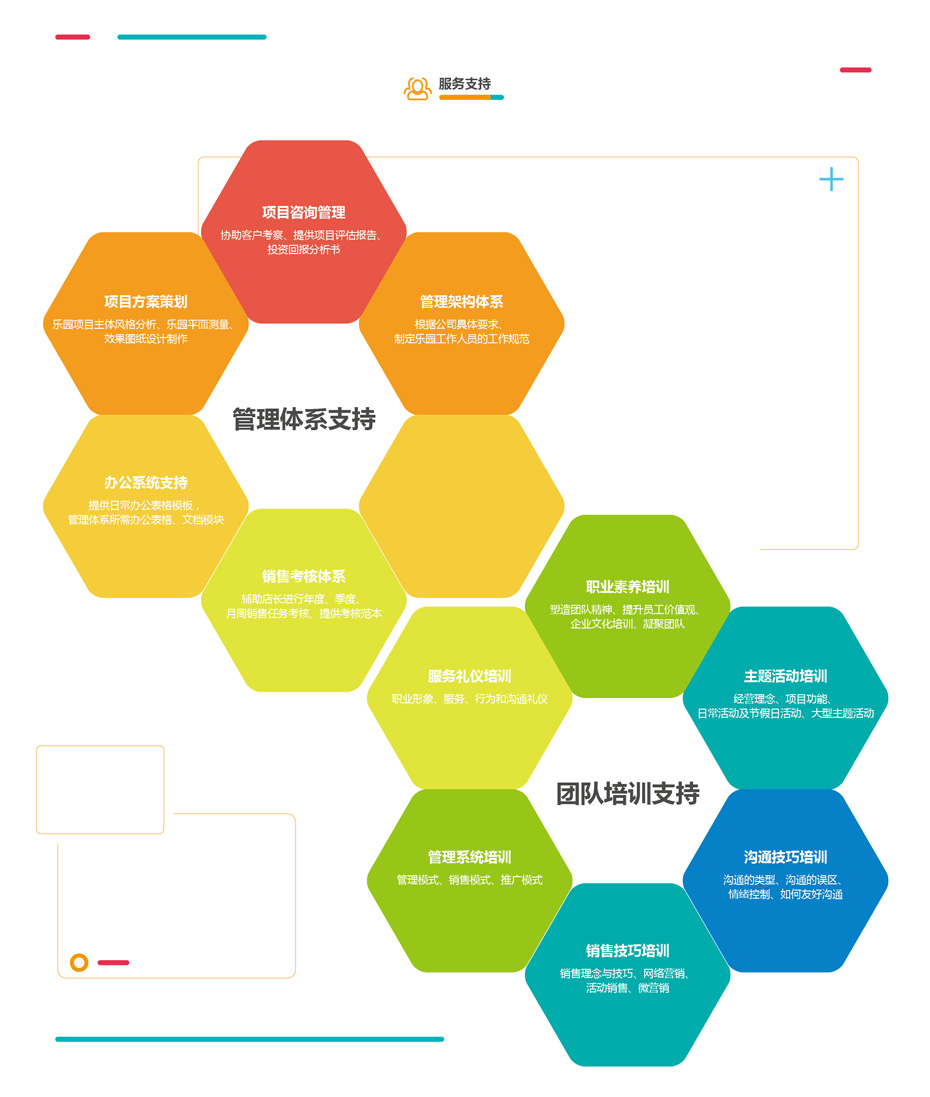 服务支持
项目咨询管理
协助客户考察、提供项目评估报告、
投资回报分析书
项目方案策划
乐园项目主体风格分析、乐园平面测量、
效果图纸设计制作
管理架构体系
根据公司具体要求、
制定乐园工作人员的工作规范
管理体系支持
办公系统支持
提供日常办公表格模板，
管理体系所需办公表格、文档模块
销售考核体系
辅助店长进行年度、季度、
月周销售任务考核、提供考核范本
职业素养培训
塑造团队精神、提升员工价值观、
企业文化培训、凝聚团队
服务礼仪培训
职业形象、服务、行为和沟通礼仪
主题活动培训
经营理念、项目功能、
日常活动及节假日活动、大型主题活动
团队培训支持
管理系统培训
管理模式、销售模式、推广模式
沟通技巧培训
沟通的类型、沟通的误区、
情绪控制、如何友好沟通
销售技巧培训
销售理念与技巧、网络营销、
活动销售、微营销